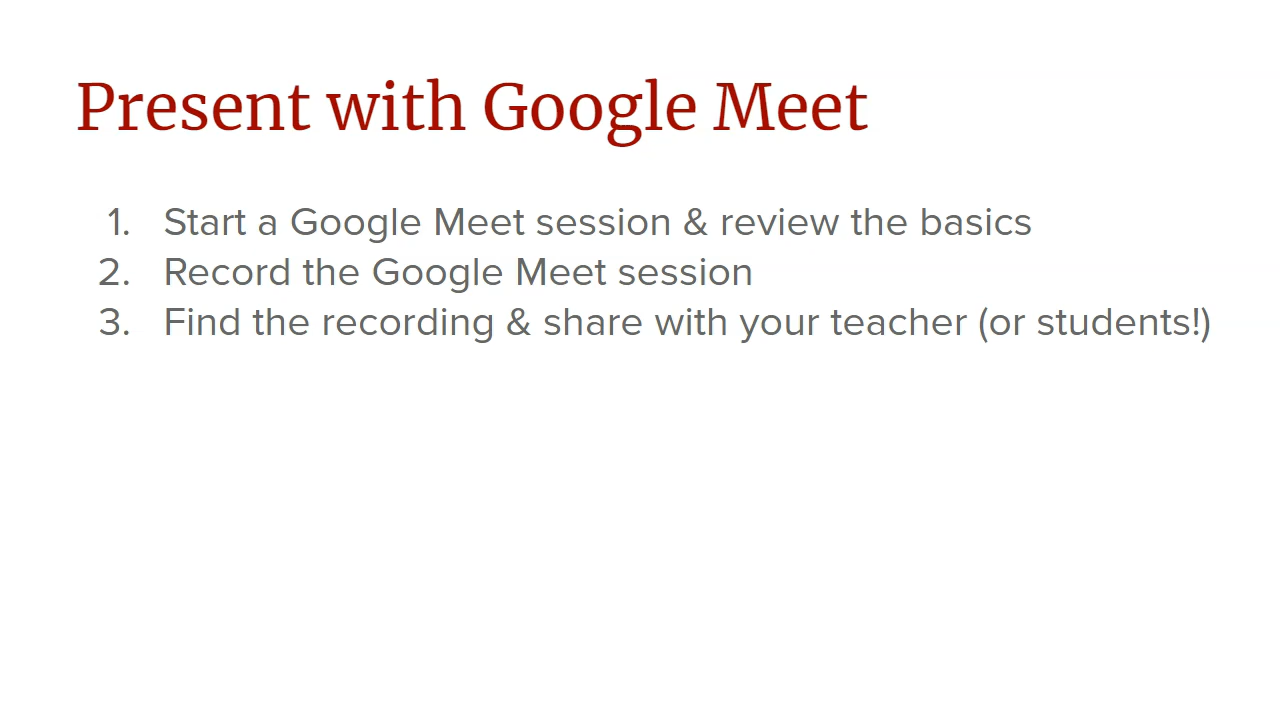 Present with Google Meet
1. Start a Google Meet session & review the basics
2. Record the Google Meet session
3. Find the recording & share with your teacher (or students!)